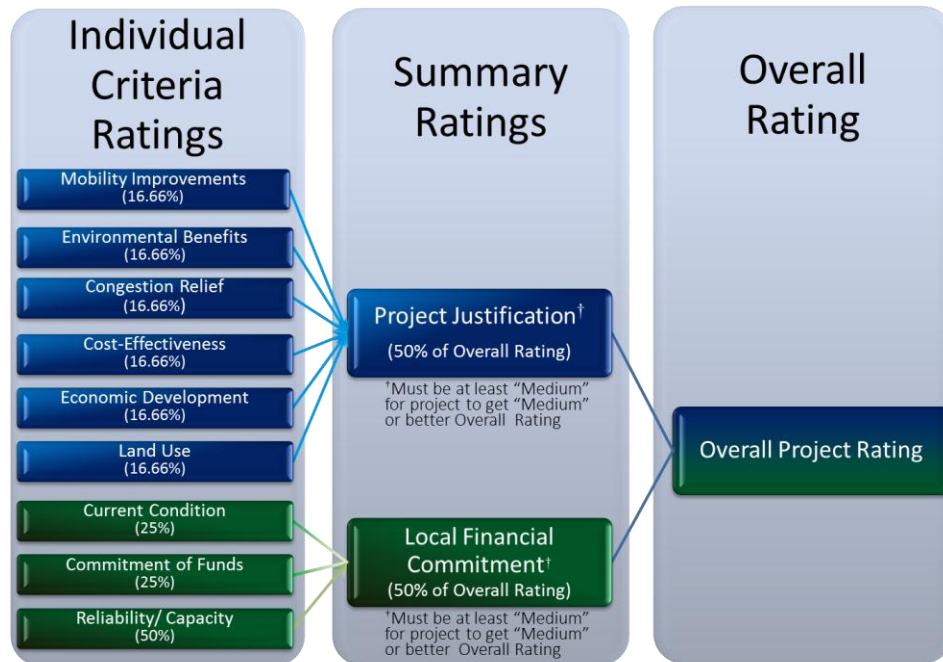 Individual
Criteria
Ratings
Mobility Improvements
(16.66%)
Environmental Benefits
(16.66%)
Congestion Relief
(16.66%)
Cost-Effectiveness
(16.66%)
Economic Development
(16.66%)
Land Use
(16.66%)
Current Condition
(25%)
Commitment of Funds
(25%)
Reliability/ Capacity
(50%)
Summary
Ratings
Project Justification†
(50% of Overall Rating)
†Must be at least “Medium”
for project to get “Medium”
or better Overall Rating
Local Financial
Commitment†
(50% of Overall Rating)
†Must be at least “Medium”
for project to get “Medium”
or better Overall Rating
Overall
Rating
Overall Project Rating